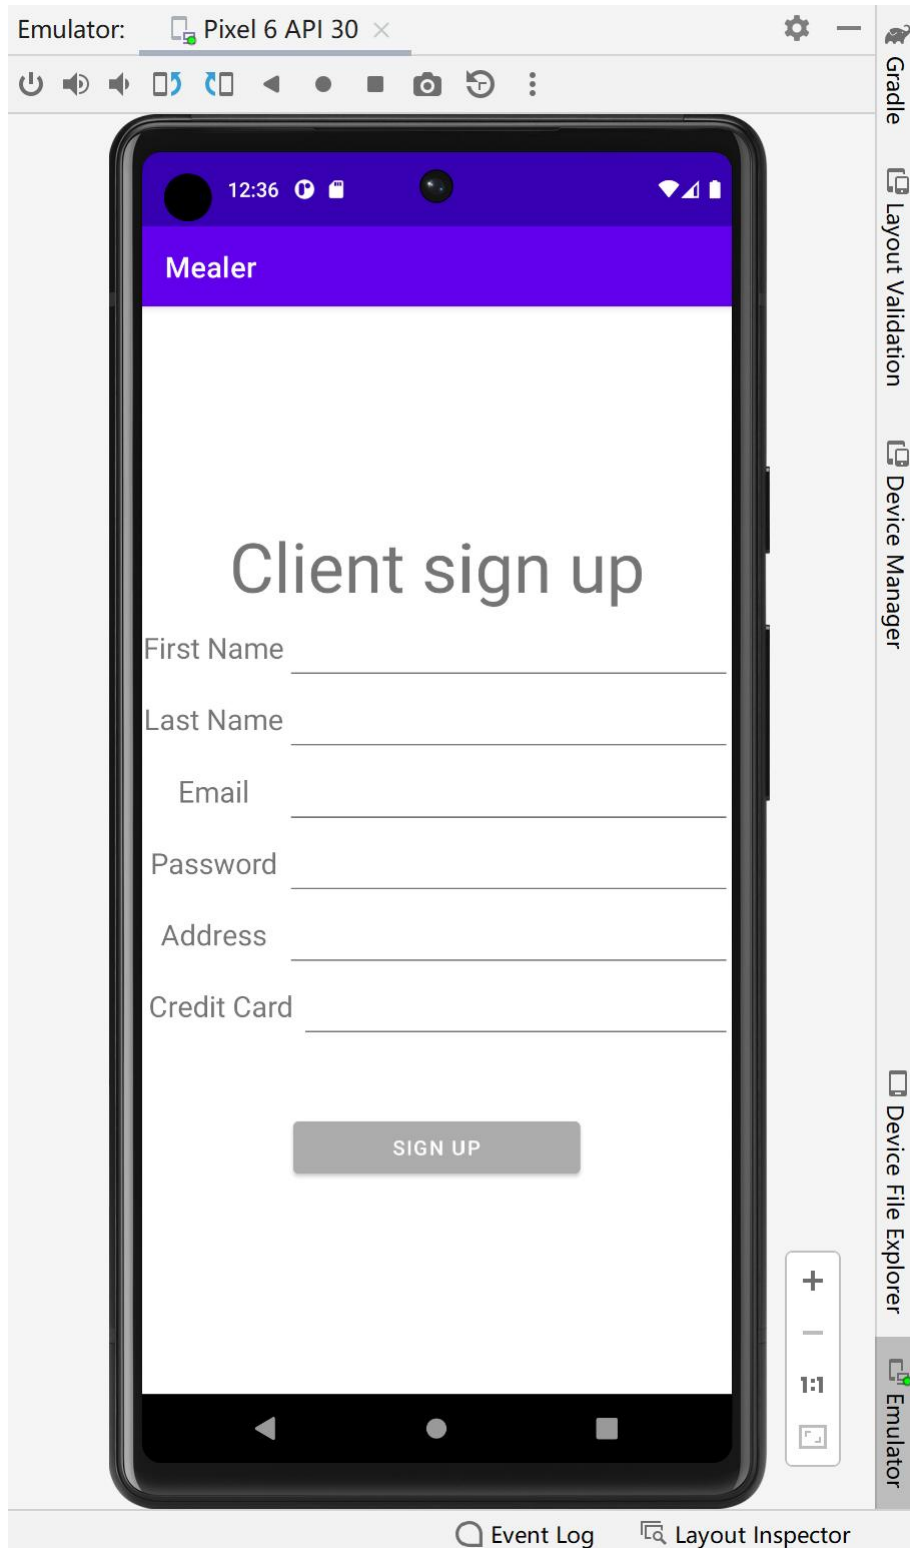 Emulator: Pixel 6 API 30
Gradle
Layout Validation
Device Manager
12:36
Mealer
Client sign up
First Name
Last Name
Email
Password
Address
Credit Card
SIGN UP
1:1
Device File Explorer
Emulator
Event Log Layout Inspector